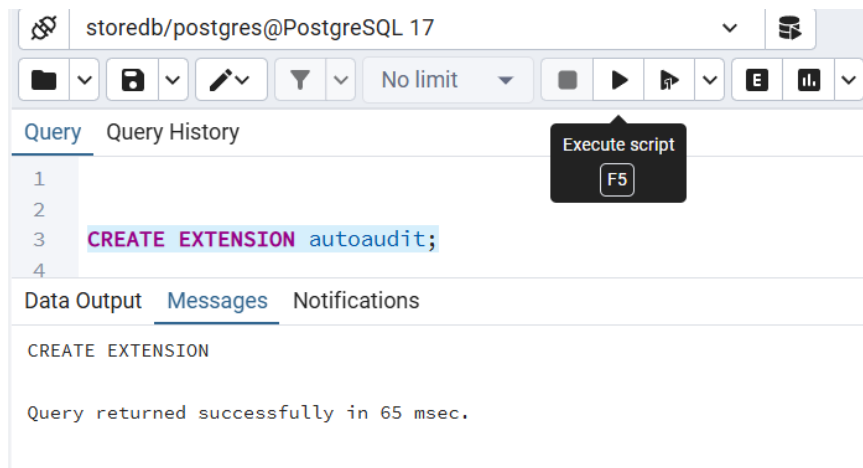 storedb/postgres@PostgreSQL 17
No limit
E
Query Query History
Execute script
F5
1
2
3 CREATE EXTENSION autoaudit;
4
Data Output Messages Notifications
CREATE EXTENSION
Query returned successfully in 65 msec.